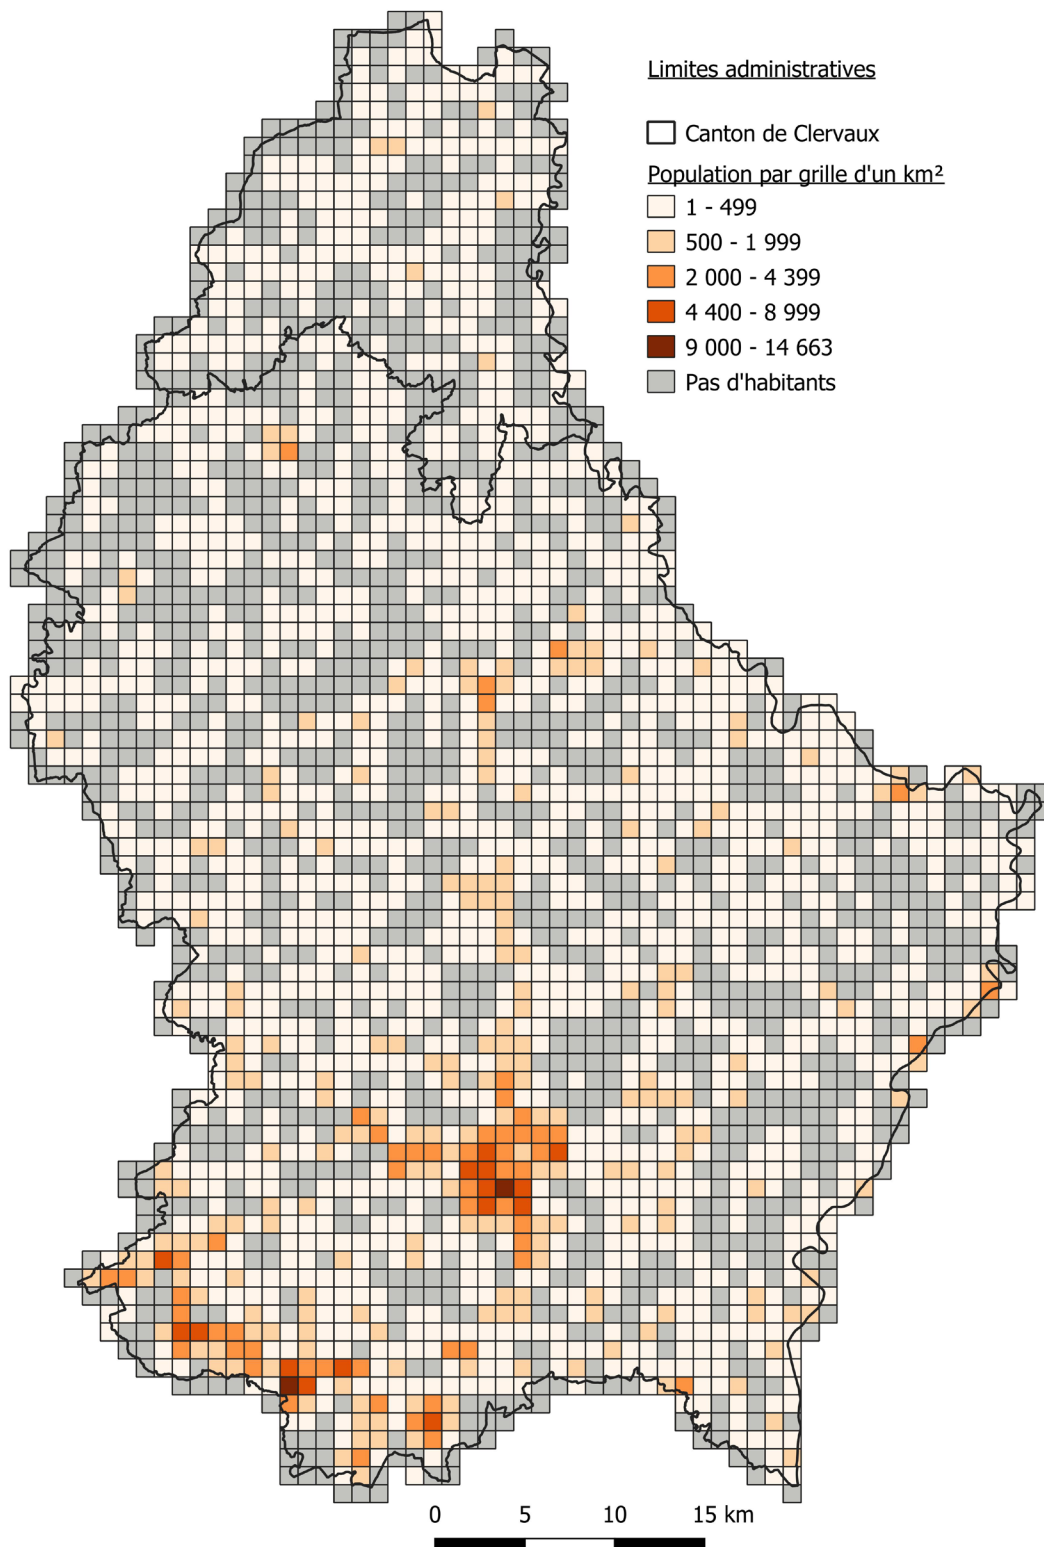 Limites administratives
Canton de Clervaux
Population par grille d'un km²
1 - 499
500 - 1 999
2 000 - 4 399
4 400 - 8 999
9 000 - 14 663
Pas d'habitants
0 5 10 15 km